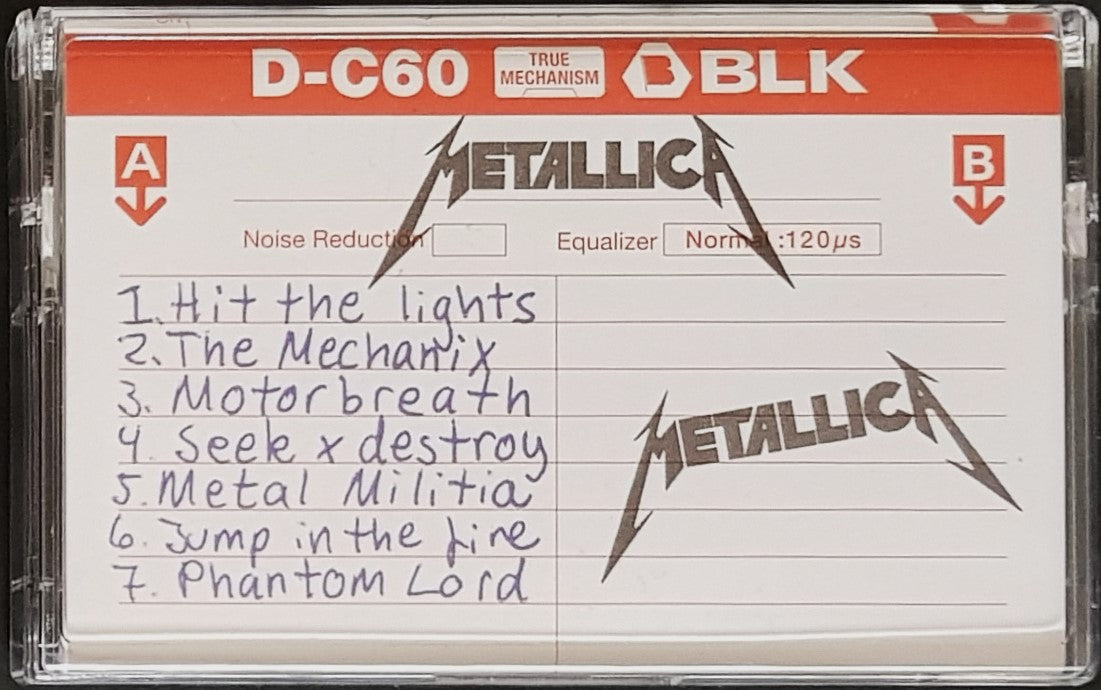 D-C60 TRUE MECHANISM BLK
A METALLICA B
Noise Reduction Equalizer Normal :120µs
1. Hit the lights
2. The Mechanix
3. Motorbreath
4. Seek x destroy
5. Metal Militia
6. Jump in the fire
7. Phantom Lord
METALLICA